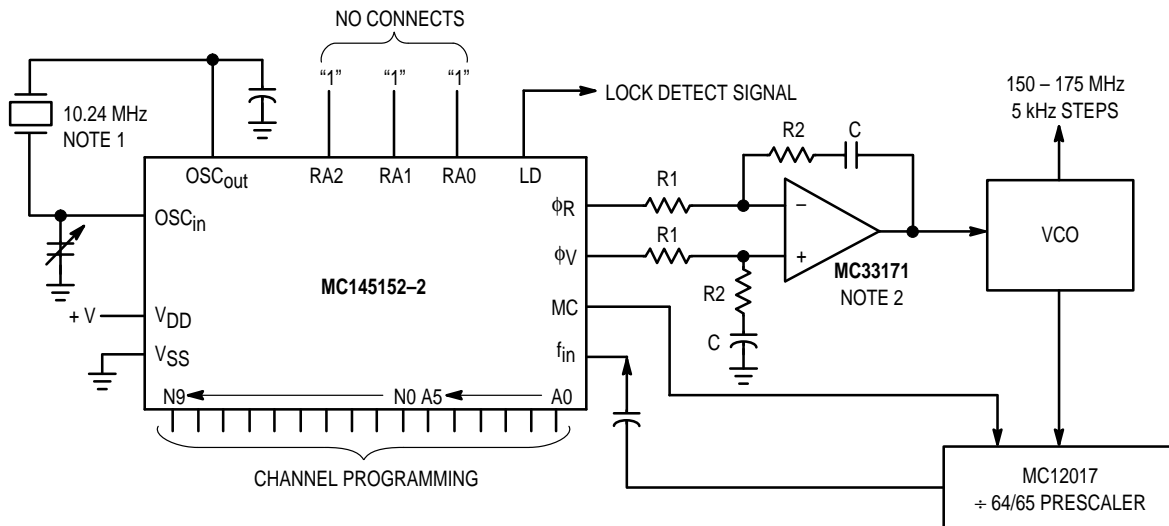 NO CONNECTS
“1” “1” “1”
10.24 MHz
NOTE 1
LOCK DETECT SIGNAL
150 – 175 MHz
5 kHz STEPS
OSCout
RA2
RA1
RA0
LD
OSCin
ϕR
ϕV
R1
R1
R2
C
–
+
MC33171
NOTE 2
VCO
MC145152–2
R2
C
MC
fin
+ V
VDD
VSS
N9
N0 A5
A0
CHANNEL PROGRAMMING
MC12017
÷ 64/65 PRESCALER